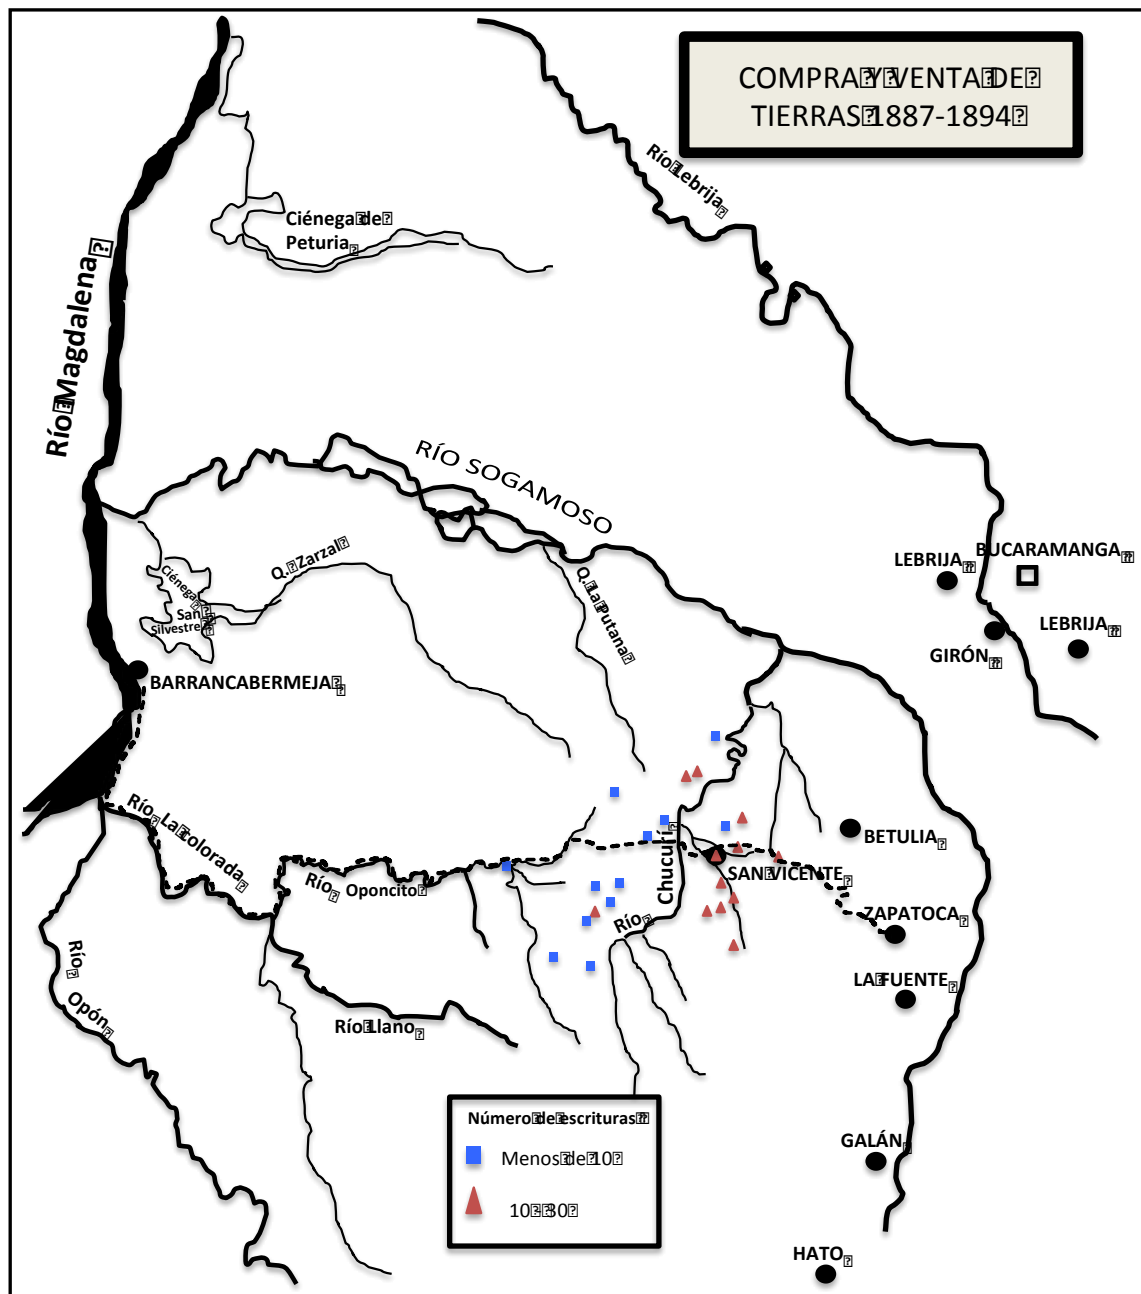 COMPRA Y VENTA DE
TIERRAS 1887-1894
Río Lebrija
Ciénega de
Peturia
Río Magdalena
RÍO SOGAMOSO
Q. Zarzal
Ciénega
San
Silvestre
Q. La Putana
LEBRIJA
BUCARAMANGA
GIRÓN
LEBRIJA
BARRANCABERMEJA
Río La colorada
Río Oponcito
Río Chucurí
BETULIA
SAN VICENTE
ZAPATOCA
LA FUENTE
Río Opón
Río Llano
GALÁN
HATO
Número de escrituras
Menos de 10
10 - 30